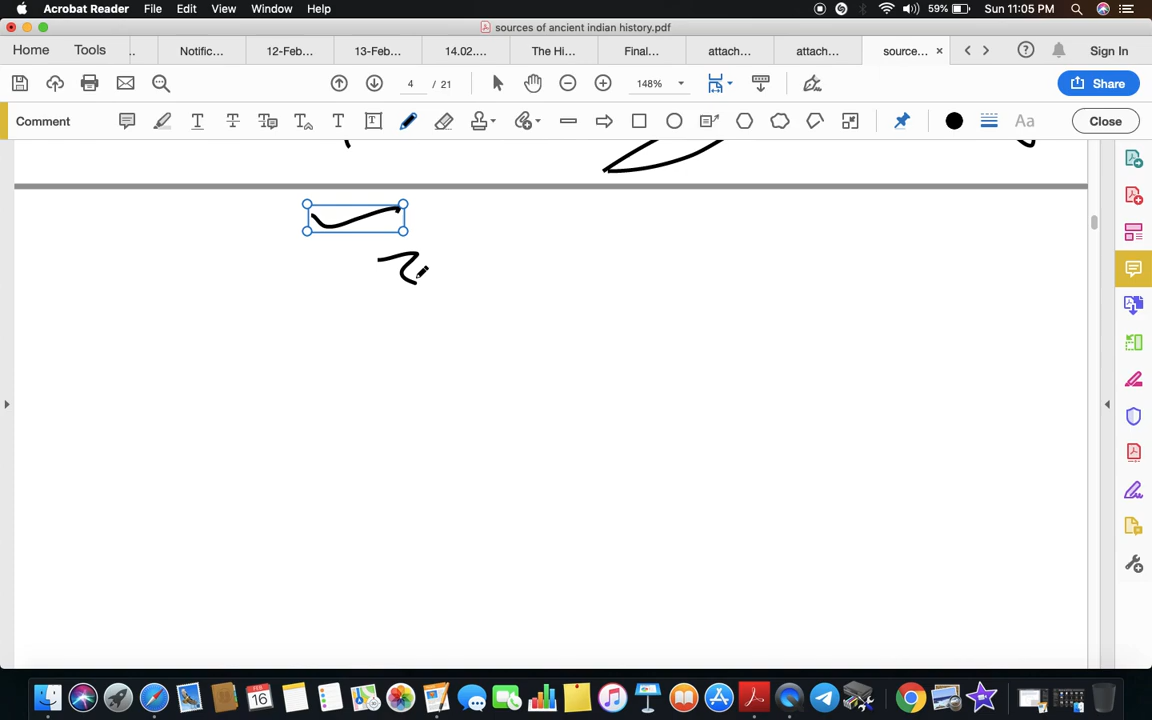 Acrobat Reader File Edit View Window Help 59% Sun 11:05 PM
sources of ancient indian history.pdf
Home Tools ... Notific... 12-Feb... 13-Feb... 14.02.... The Hi... Final... attach... attach... source... × Sign In
4 / 21 148% Share
Comment T T T T T Aa Close
FEB
16